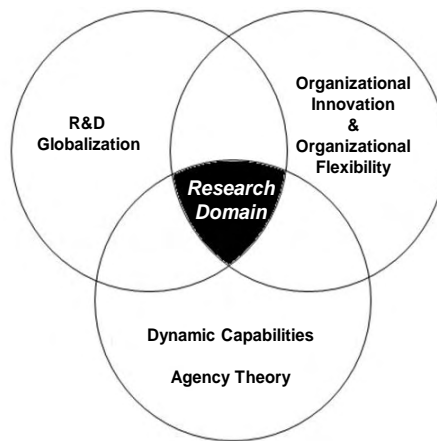 R&D
Globalization
Organizational
Innovation
&
Organizational
Flexibility
Research
Domain
Dynamic Capabilities
Agency Theory